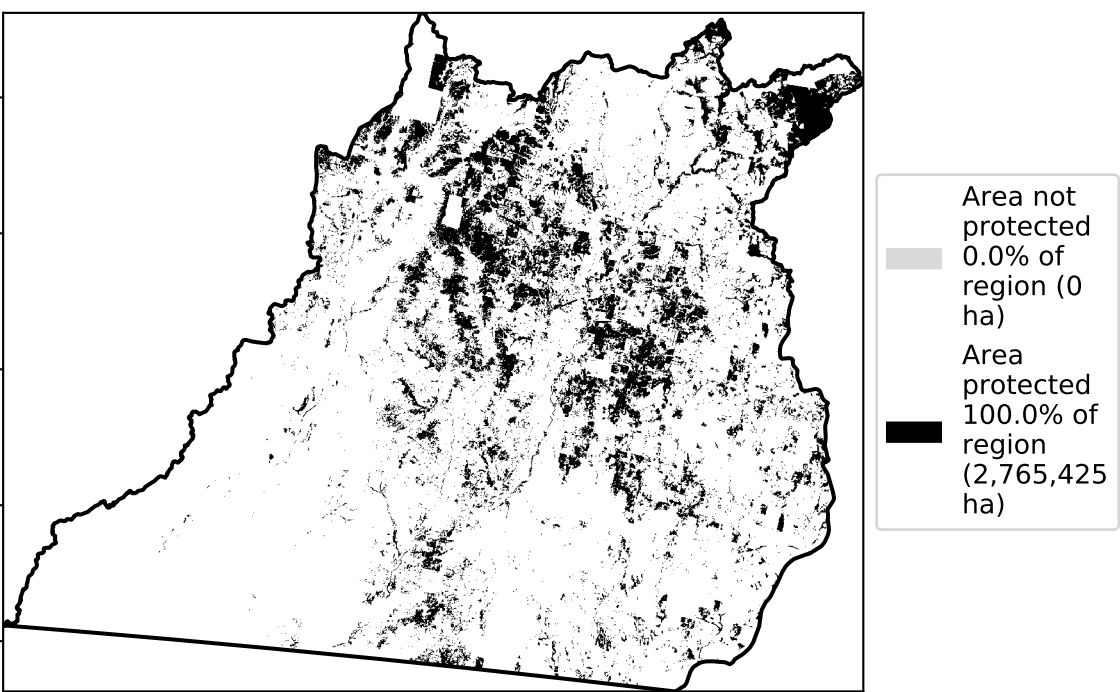 Area not
protected
0.0% of
region (0
ha)
Area
protected
100.0% of
region
(2,765,425
ha)